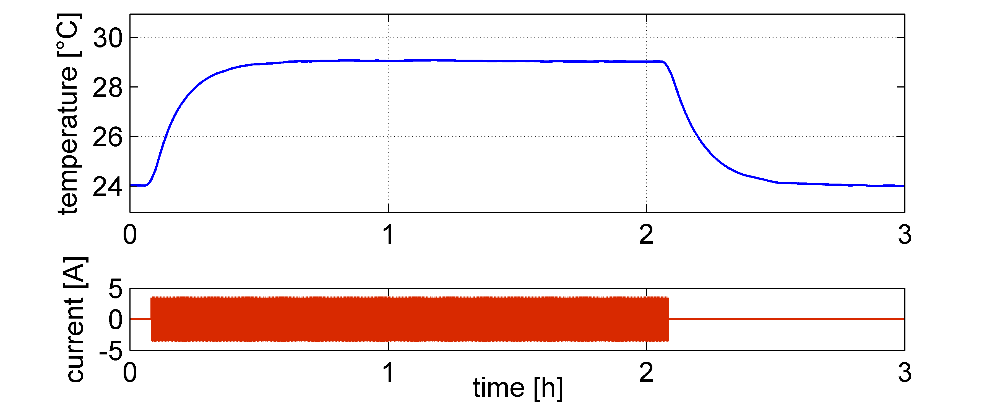 temperature [°C]
30
28
26
24
0 1 2 3
current [A]
5
0
-5
0 1 2 3
time [h]